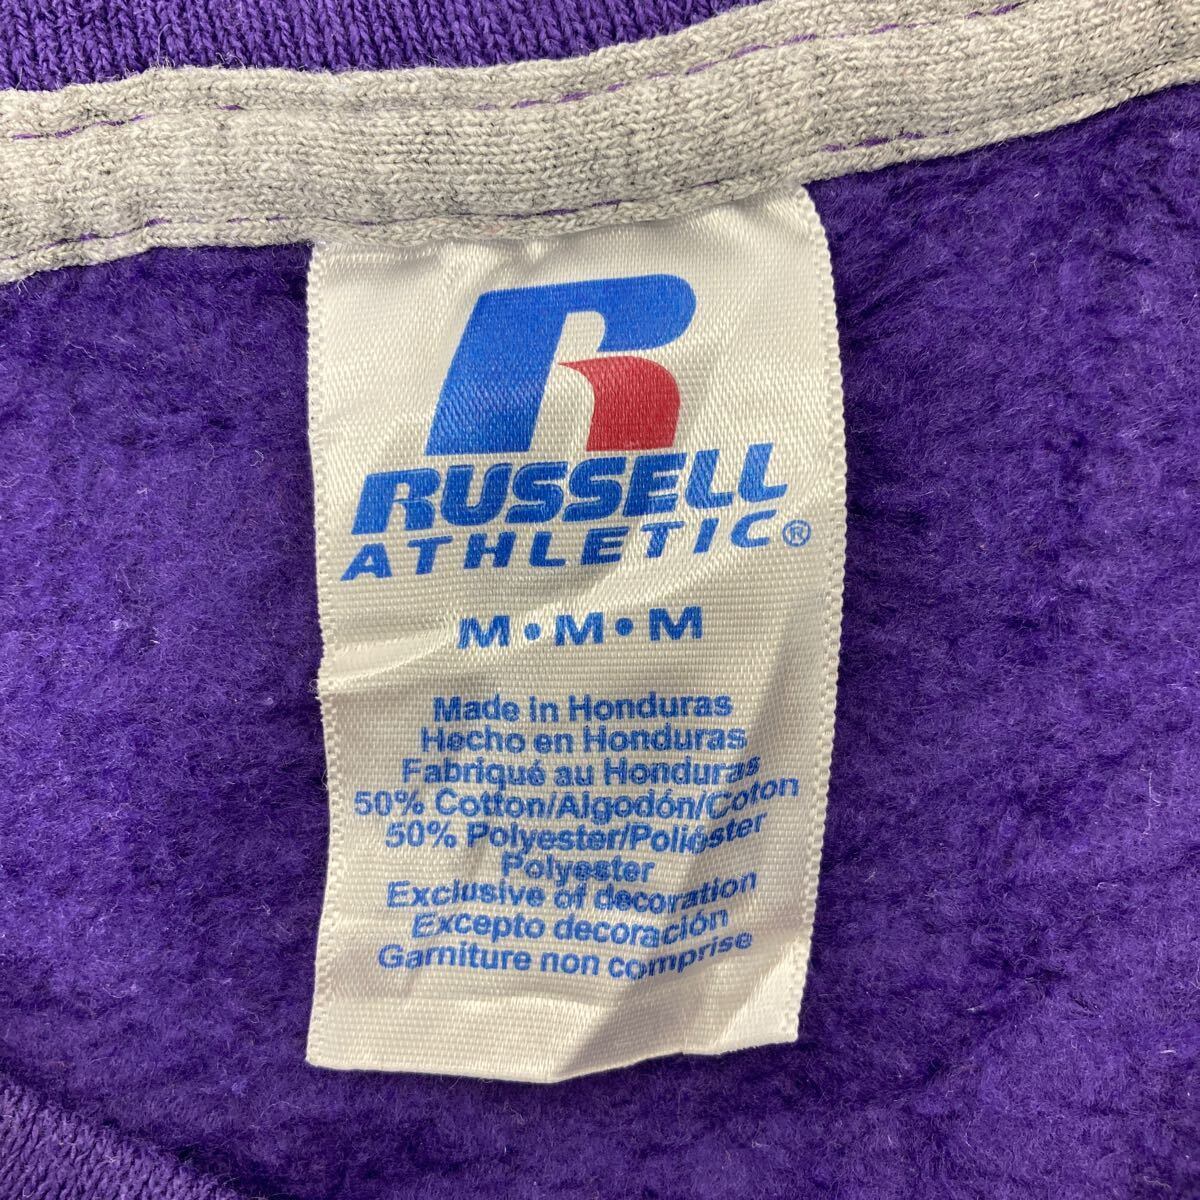 R
RUSSELL
ATHLETIC®
M•M•M
Made in Honduras
Hecho en Honduras
Fabriqué au Honduras
50% Cotton/Algodón/Coton
50% Polyester/Poliéster
Polyester
Exclusive of decoration
Excepto decoración
Garniture non comprise